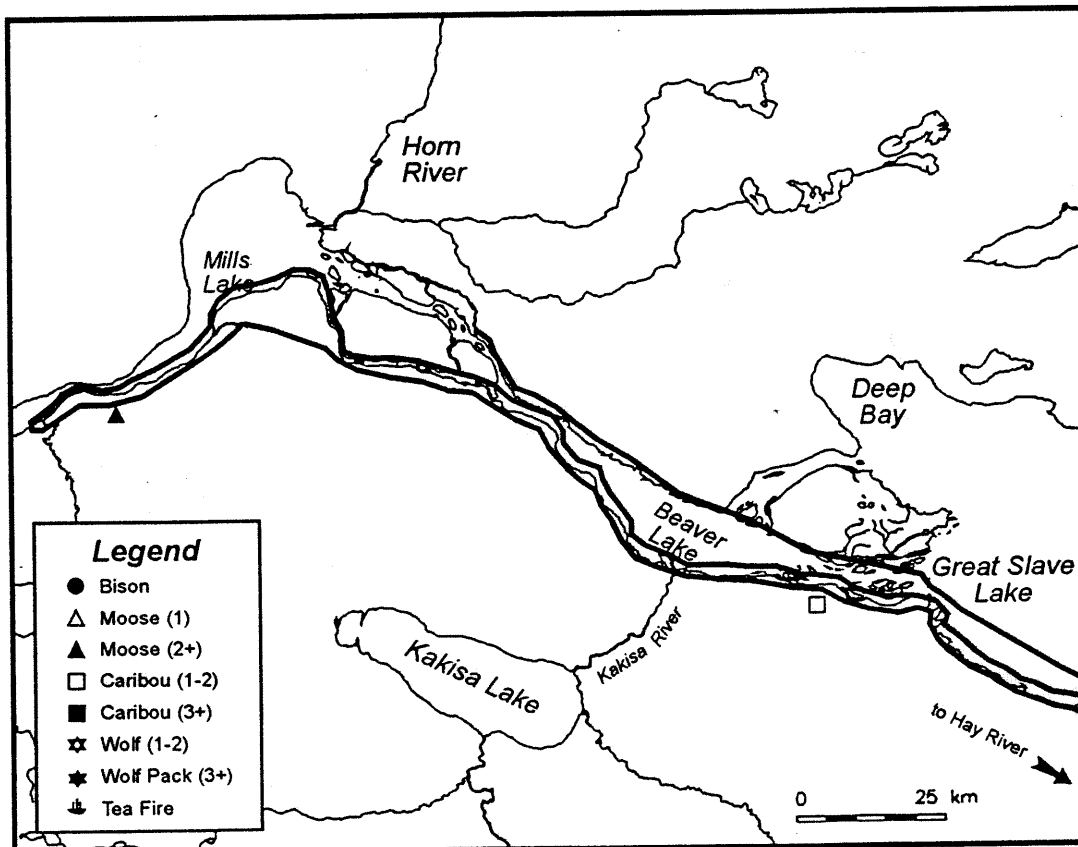 Horn
River
Mills
Lake
Deep
Bay
Beaver
Lake
Great Slave
Lake
Kakisa River
Kakisa Lake
to Hay River
0 25 km
Legend
Bison
Moose (1)
Moose (2+)
Caribou (1-2)
Caribou (3+)
Wolf (1-2)
Wolf Pack (3+)
Tea Fire